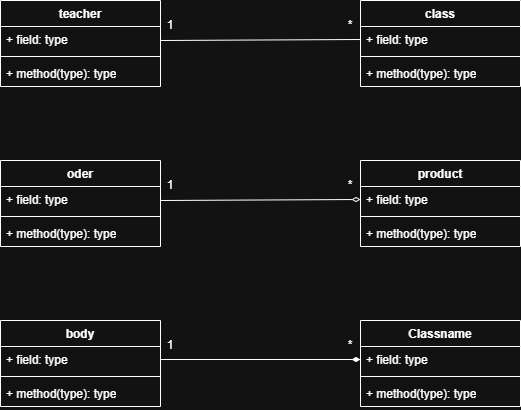 teacher
1
*
class
+ field: type
+ field: type
+ method(type): type
+ method(type): type
oder
1
*
product
+ field: type
+ field: type
+ method(type): type
+ method(type): type
body
1
*
Classname
+ field: type
+ field: type
+ method(type): type
+ method(type): type